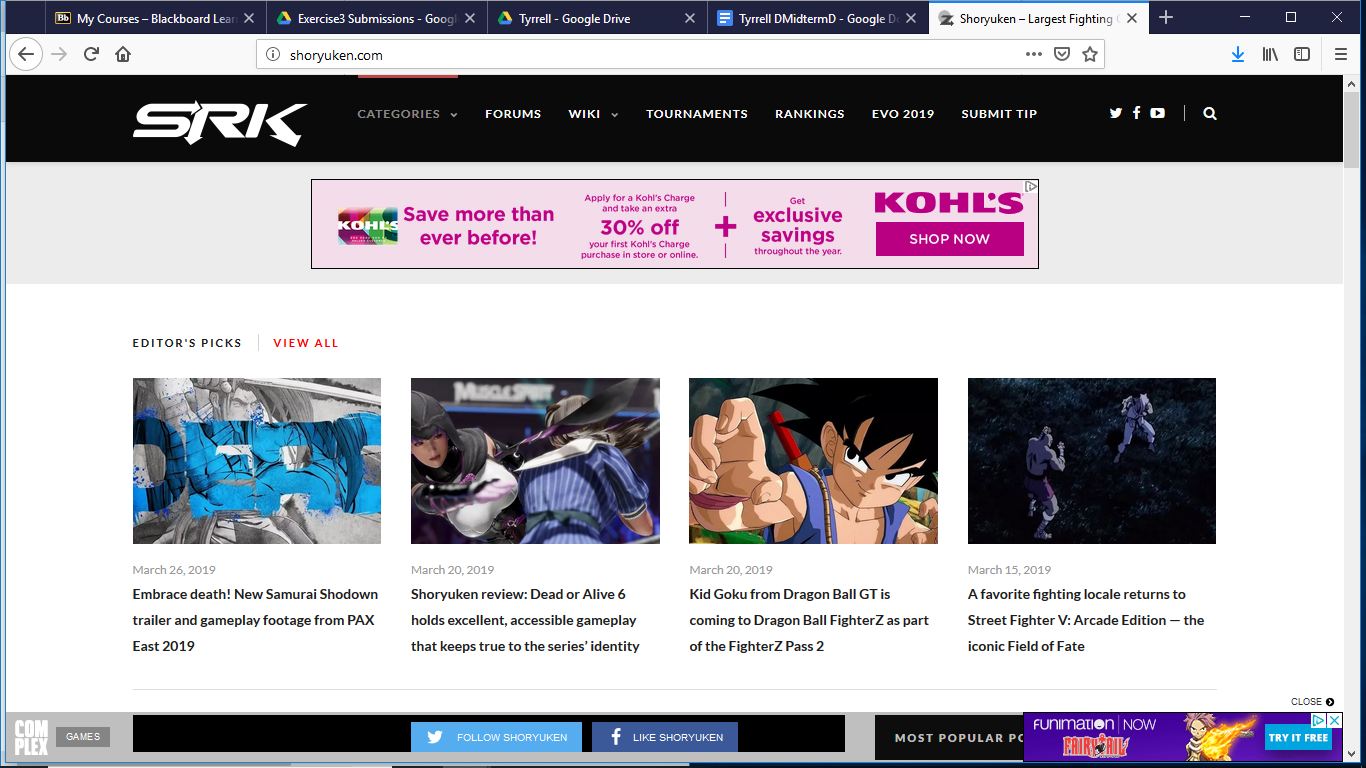 My Courses – Blackboard Lear
Exercise3 Submissions - Googl
Tyrrell - Google Drive
Tyrrell DMidtermD - Google Do
Shoryuken – Largest Fighting G
shoryuken.com
SRK
CATEGORIES
FORUMS
WIKI
TOURNAMENTS
RANKINGS
EVO 2019
SUBMIT TIP
KOHL'S
Save more than
ever before!
Apply for a Kohl's Charge
and take an extra
30% off
your first Kohl's Charge
purchase in store or online.
+
Get
exclusive
savings
throughout the year.
KOHL'S
SHOP NOW
EDITOR'S PICKS
VIEW ALL
March 26, 2019
Embrace death! New Samurai Shodown
trailer and gameplay footage from PAX
East 2019
March 20, 2019
Shoryuken review: Dead or Alive 6
holds excellent, accessible gameplay
that keeps true to the series' identity
March 20, 2019
Kid Goku from Dragon Ball GT is
coming to Dragon Ball FighterZ as part
of the FighterZ Pass 2
March 15, 2019
A favorite fighting locale returns to
Street Fighter V: Arcade Edition — the
iconic Field of Fate
CLOSE
COM
PLEX
GAMES
FOLLOW SHORYUKEN
LIKE SHORYUKEN
MOST POPULAR PO
FUNIMATION | NOW
FAIRY TAIL
TRY IT FREE